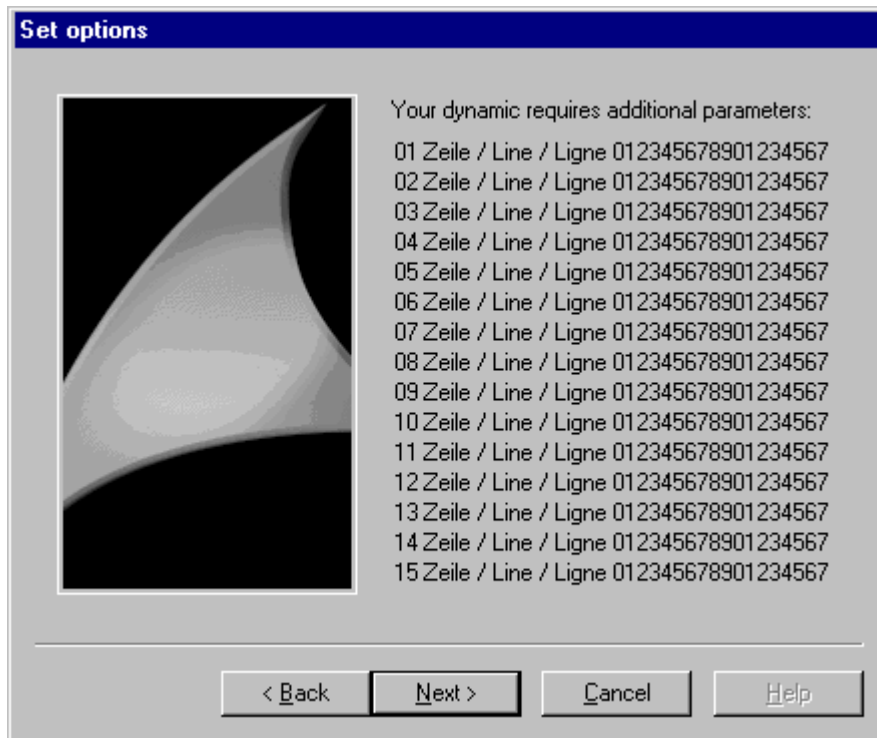 Set options
Your dynamic requires additional parameters:
01 Zeile / Line / Ligne 012345678901234567
02 Zeile / Line / Ligne 012345678901234567
03 Zeile / Line / Ligne 012345678901234567
04 Zeile / Line / Ligne 012345678901234567
05 Zeile / Line / Ligne 012345678901234567
06 Zeile / Line / Ligne 012345678901234567
07 Zeile / Line / Ligne 012345678901234567
08 Zeile / Line / Ligne 012345678901234567
09 Zeile / Line / Ligne 012345678901234567
10 Zeile / Line / Ligne 012345678901234567
11 Zeile / Line / Ligne 012345678901234567
12 Zeile / Line / Ligne 012345678901234567
13 Zeile / Line / Ligne 012345678901234567
14 Zeile / Line / Ligne 012345678901234567
15 Zeile / Line / Ligne 012345678901234567
< Back Next > Cancel Help